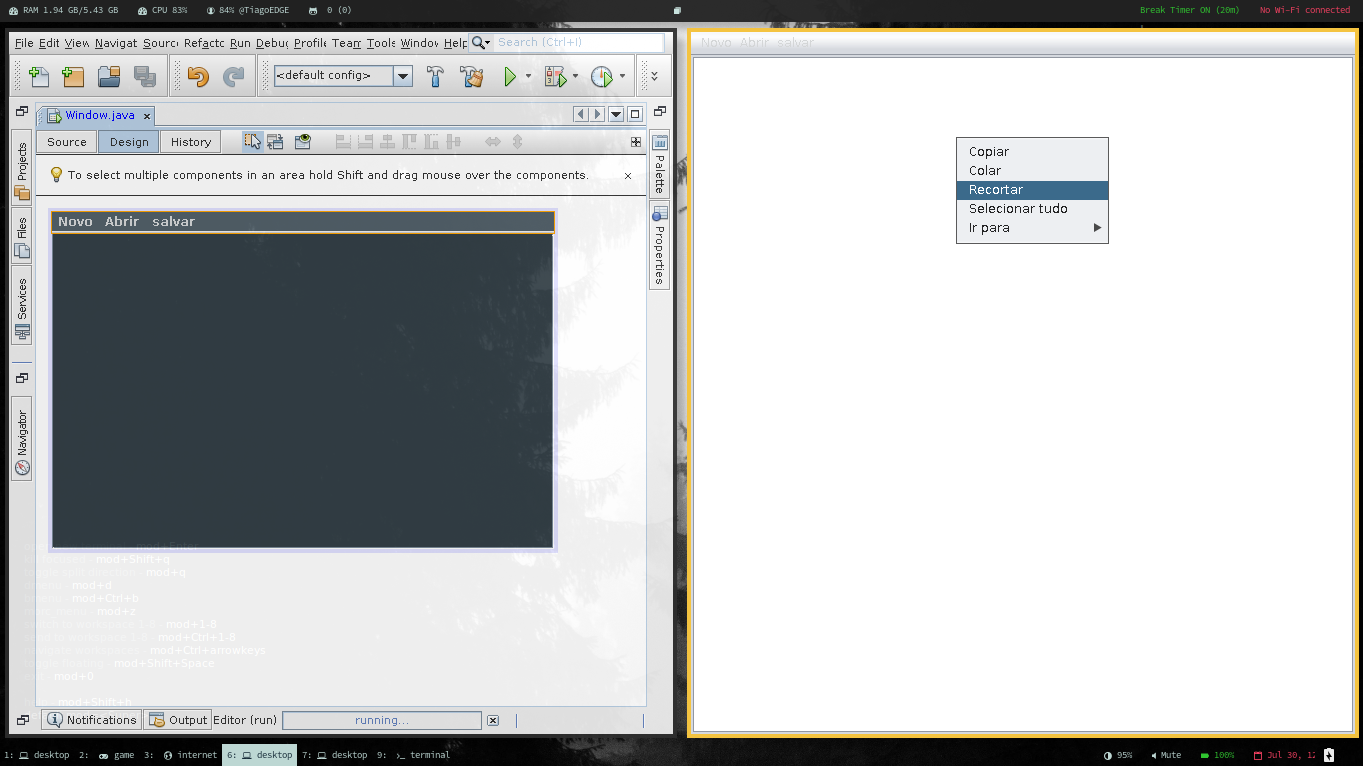 RAM 1.94 GB/5.43 GB CPU 83% 84% @TiagoEDGE 0 (0) Break Timer ON (20m) No Wi-Fi connected
File Edit View Navigat Source Refacto Run Debu Profile Team Tools Windo Help Search (Ctrl+I)
<default config>
Window.java
Source Design History
To select multiple components in an area hold Shift and drag mouse over the components.
Novo Abrir salvar
Projects
Files
Services
Navigator
Palette
Properties
mod+Enter
mod+Shift+q
mod+q
mod+d
mod+Ctrl+b
mod+z
mod+1-8
mod+Ctrl+1-8
mod+Ctrl+arrowkeys
mod+Shift+Space
mod+0
mod+Shift+h
Notifications Output Editor (run) running...
Novo Abrir salvar
Copiar
Colar
Recortar
Selecionar tudo
Ir para
1: desktop 2: game 3: internet 6: desktop 7: desktop 9: >_ terminal 95% Mute 100% Jul 30, 12